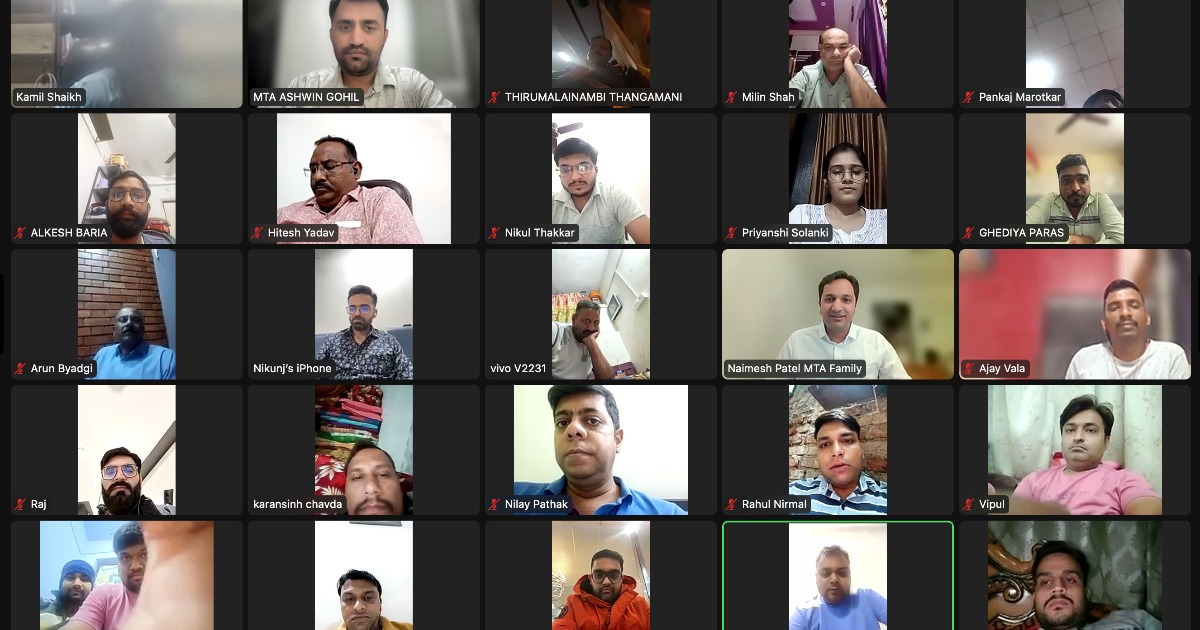 Kamil Shaikh
MTA ASHWIN GOHIL
THIRUMALAINAMBI THANGAMANI
Milin Shah
Pankaj Marotkar
ALKESH BARIA
Hitesh Yadav
Nikul Thakkar
Priyanshi Solanki
GHEDIYA PARAS
Arun Byadgi
Nikunj's iPhone
vivo V2231
Naimesh Patel MTA Family
Ajay Vala
Raj
karansinh chavda
Nilay Pathak
Rahul Nirmal
Vipul